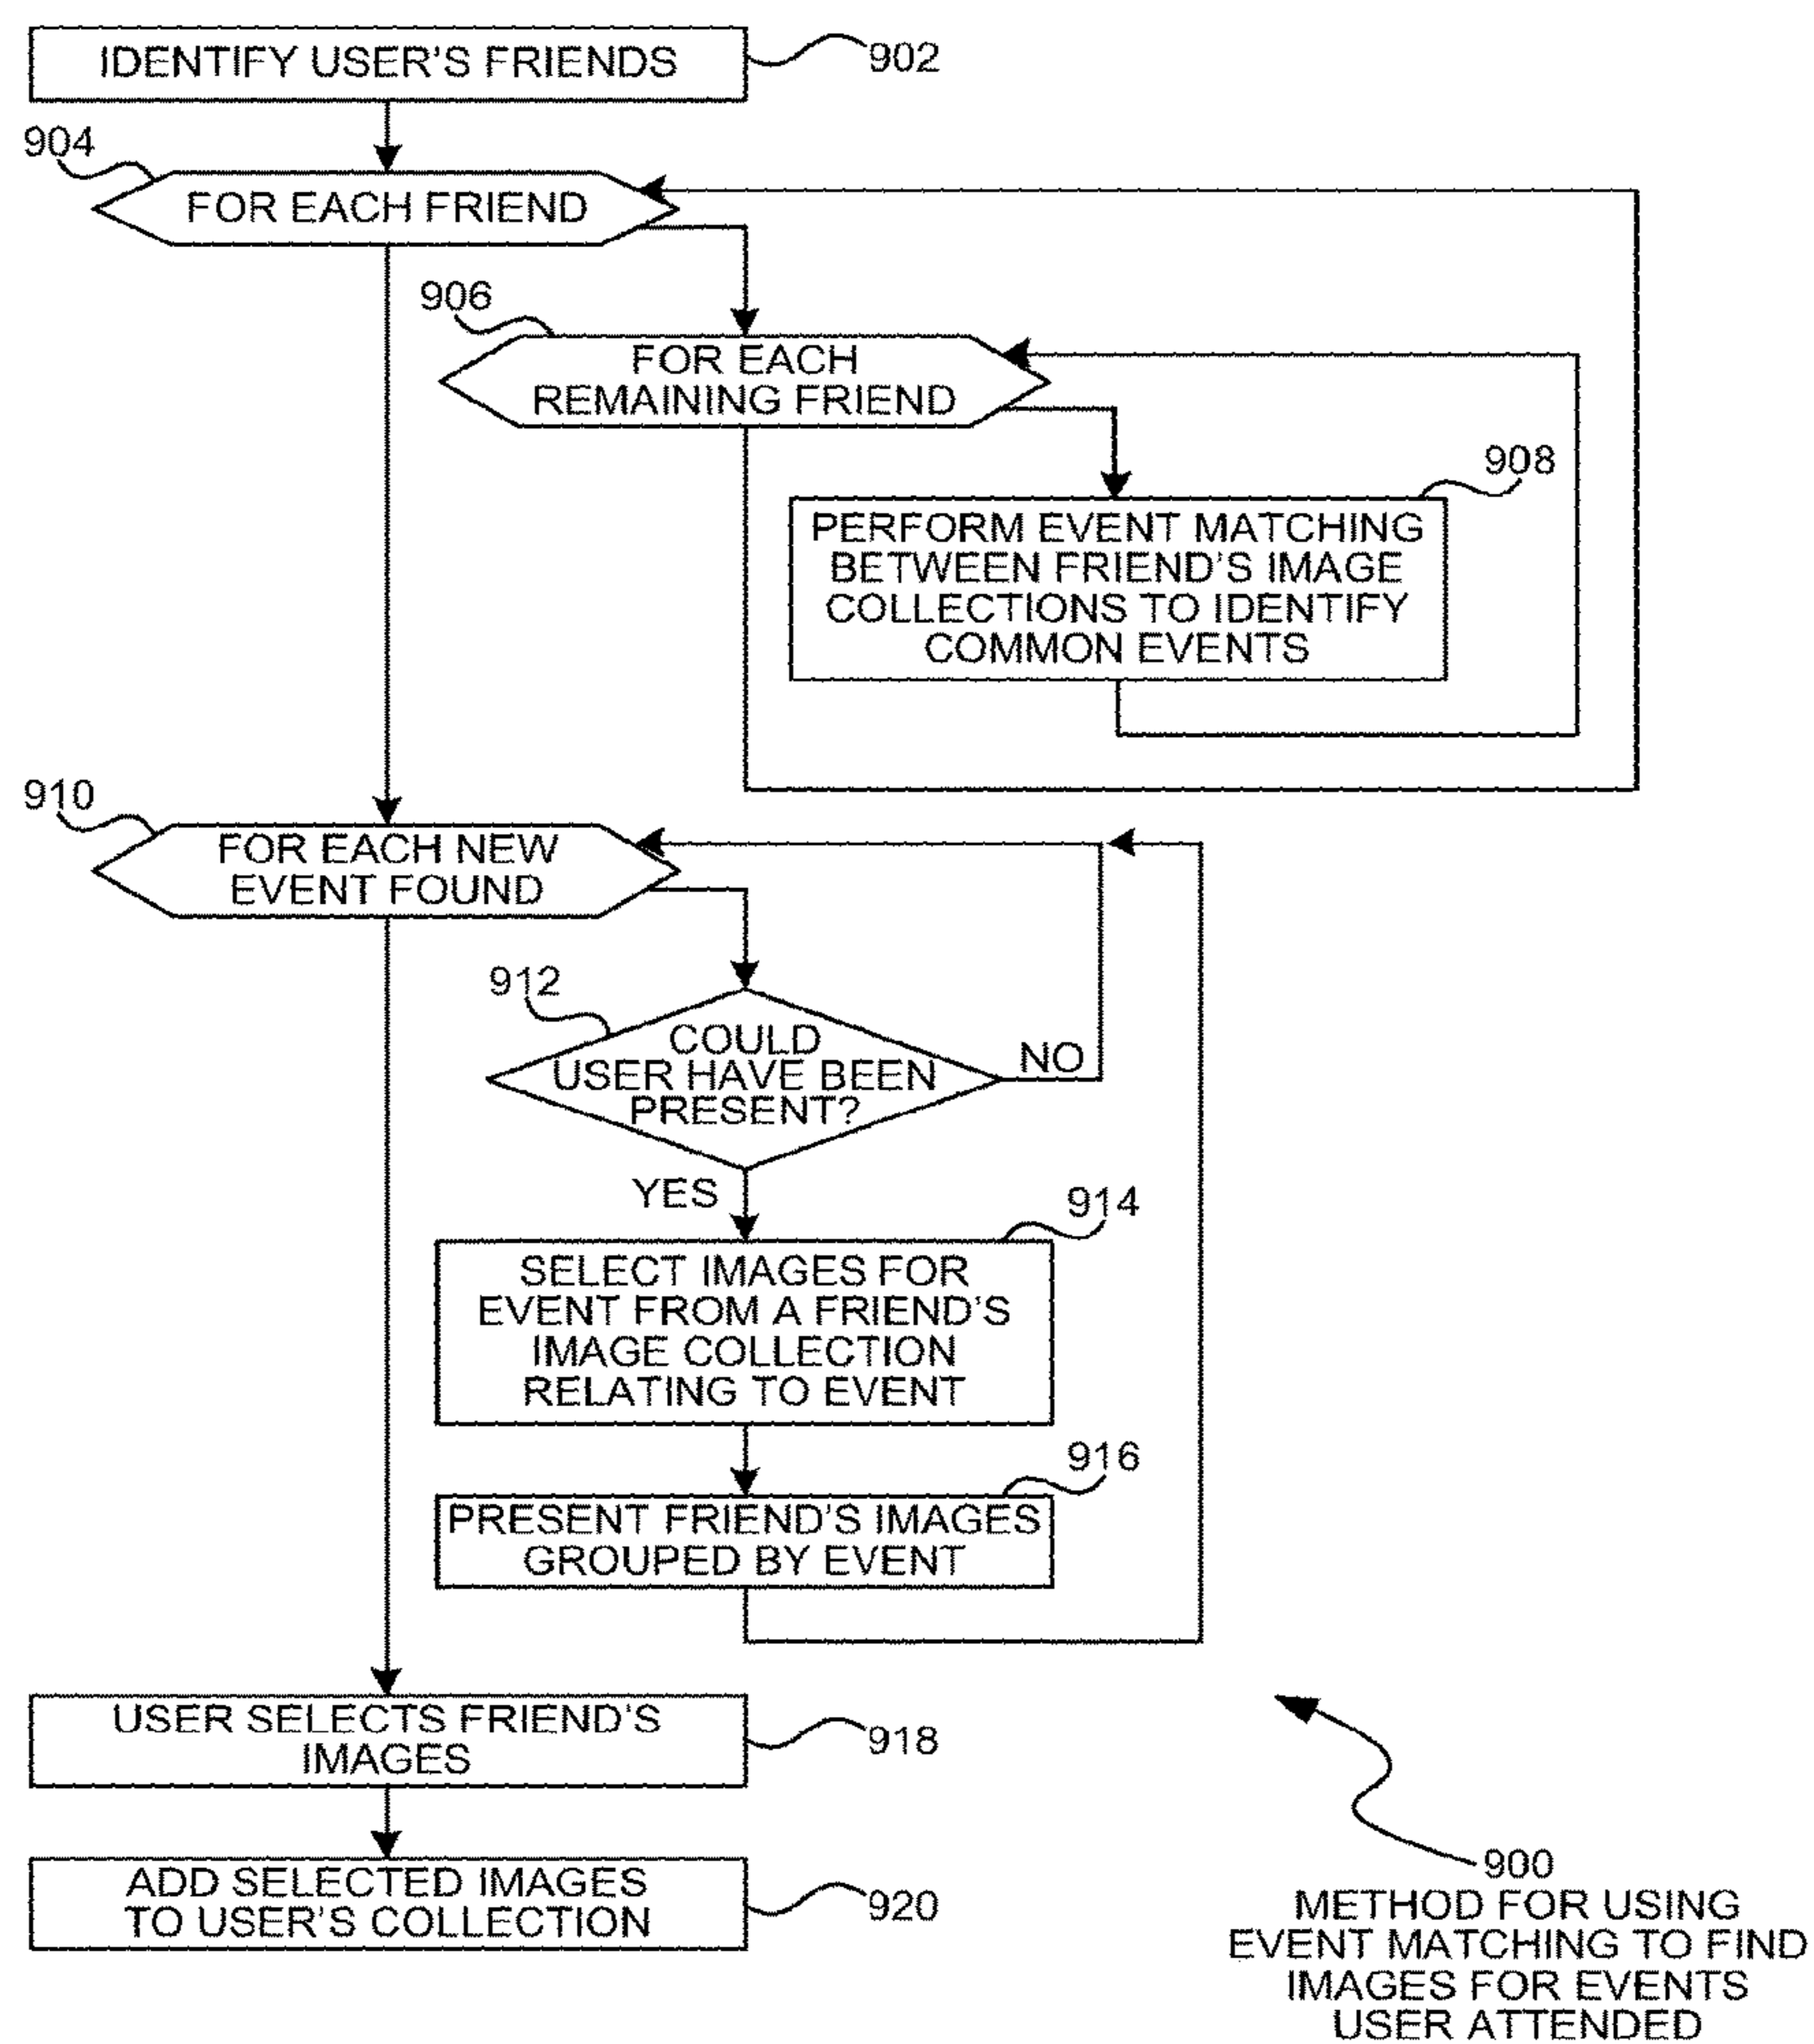 IDENTIFY USER'S FRIENDS
902
904
FOR EACH FRIEND
906
FOR EACH
REMAINING FRIEND
908
PERFORM EVENT MATCHING
BETWEEN FRIEND'S IMAGE
COLLECTIONS TO IDENTIFY
COMMON EVENTS
910
FOR EACH NEW
EVENT FOUND
912
COULD
USER HAVE BEEN
PRESENT?
NO
YES
914
SELECT IMAGES FOR
EVENT FROM A FRIEND'S
IMAGE COLLECTION
RELATING TO EVENT
916
PRESENT FRIEND'S IMAGES
GROUPED BY EVENT
USER SELECTS FRIEND'S
IMAGES
918
ADD SELECTED IMAGES
TO USER'S COLLECTION
920
900
METHOD FOR USING
EVENT MATCHING TO FIND
IMAGES FOR EVENTS
USER ATTENDED